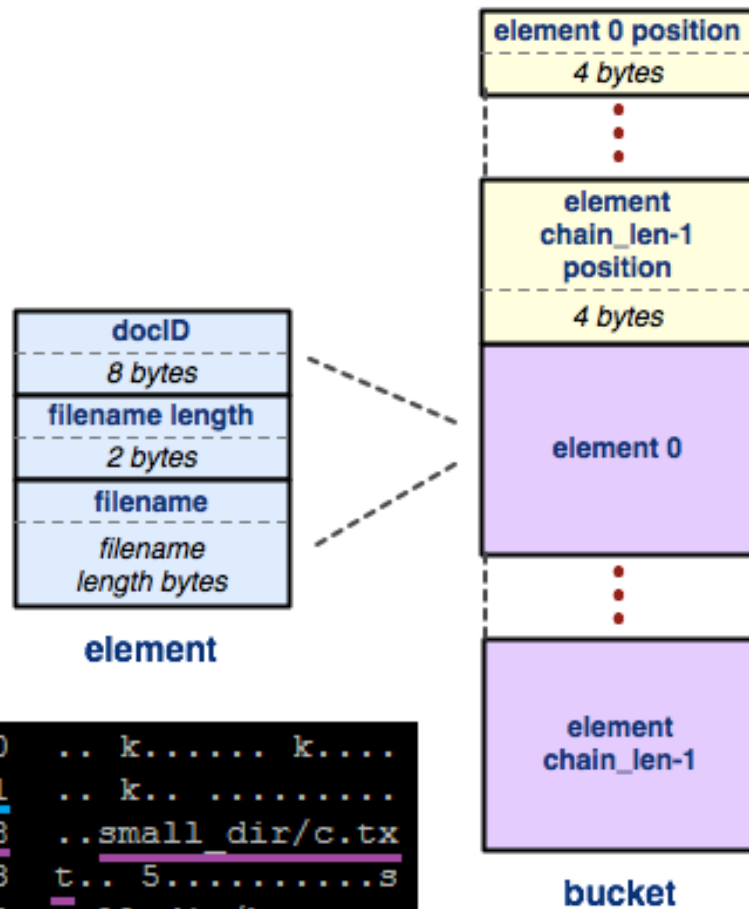 element 0 position
4 bytes
element
chain_len-1
position
4 bytes
docID
8 bytes
filename length
2 bytes
filename
filename
length bytes
element
element 0
element
chain_len-1
bucket
.. k...... k....
.. k.. .........
..small_dir/c.tx
t.. 5..........s